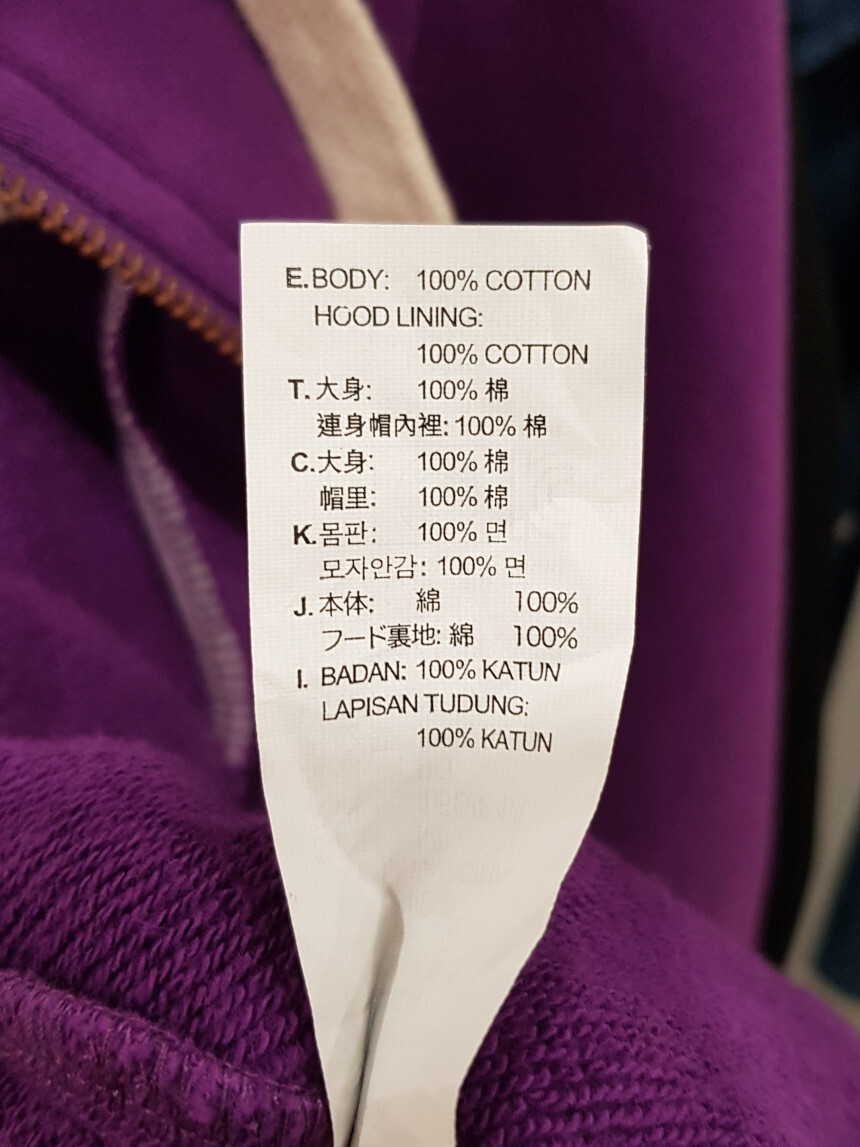 E. BODY: 100% COTTON
HOOD LINING:
100% COTTON
T. 大身: 100% 棉
連身帽內裡: 100% 棉
C. 大身: 100% 棉
帽里: 100% 棉
K. 몸판: 100% 면
모자안감: 100% 면
J. 本体: 綿 100%
フード裏地: 綿 100%
I. BADAN: 100% KATUN
LAPISAN TUDUNG:
100% KATUN